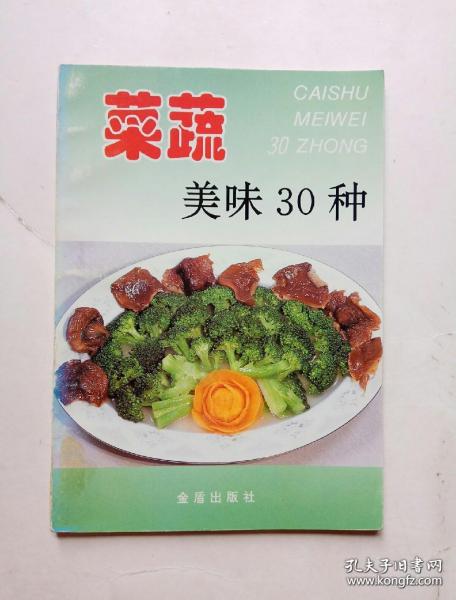 菜蔬
CAISHU
MEIWEI
30 ZHONG
美味 30 种
金盾出版社
孔夫子旧书网
www.kongfz.com